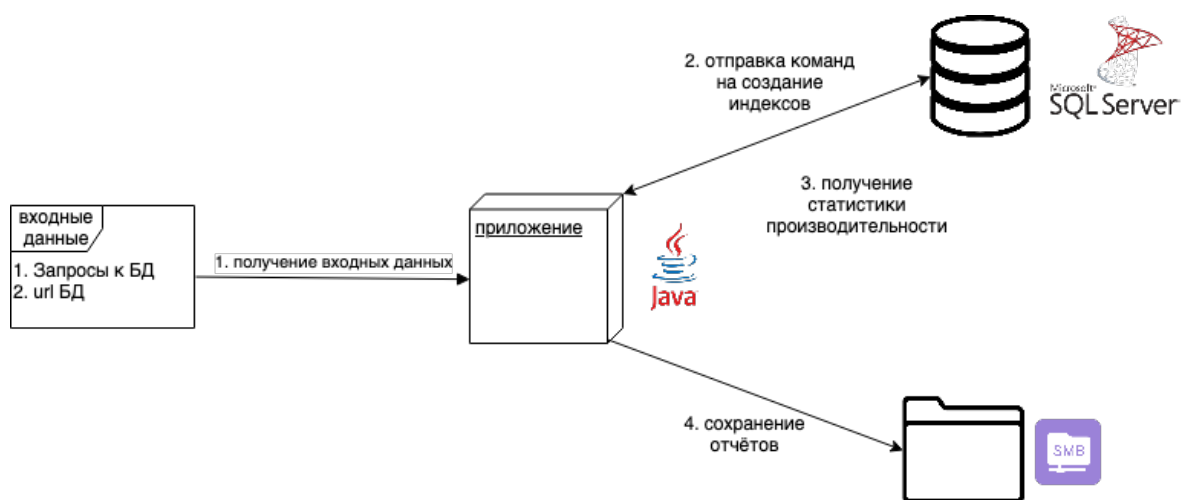 2. отправка команд
на создание
индексов
Microsoft
SQL Server
3. получение
статистики
производительности
входные
данные
1. Запросы к БД
2. url БД
1. получение входных данных
приложение
Java
4. сохранение
отчётов
SMB